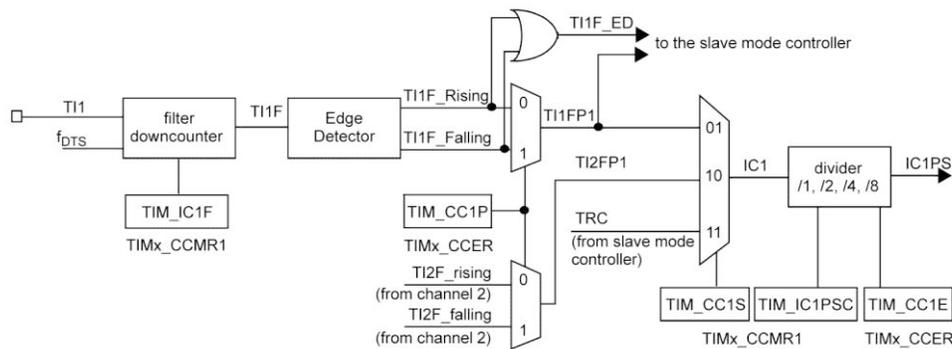 TI1F_ED
to the slave mode controller
TI1
filter
downcounter
f DTS
TI1F
Edge
Detector
TI1F_Rising
TI1F_Falling
0
1
TI1FP1
TI2FP1
01
10
11
TRC
(from slave mode
controller)
IC1
divider
/1, /2, /4, /8
IC1PS
TIM_IC1F
TIMx_CCMR1
TIM_CC1P
TIMx_CCER
TI2F_rising
(from channel 2)
TI2F_falling
(from channel 2)
0
1
TIM_CC1S
TIM_IC1PSC
TIM_CC1E
TIMx_CCMR1
TIMx_CCER